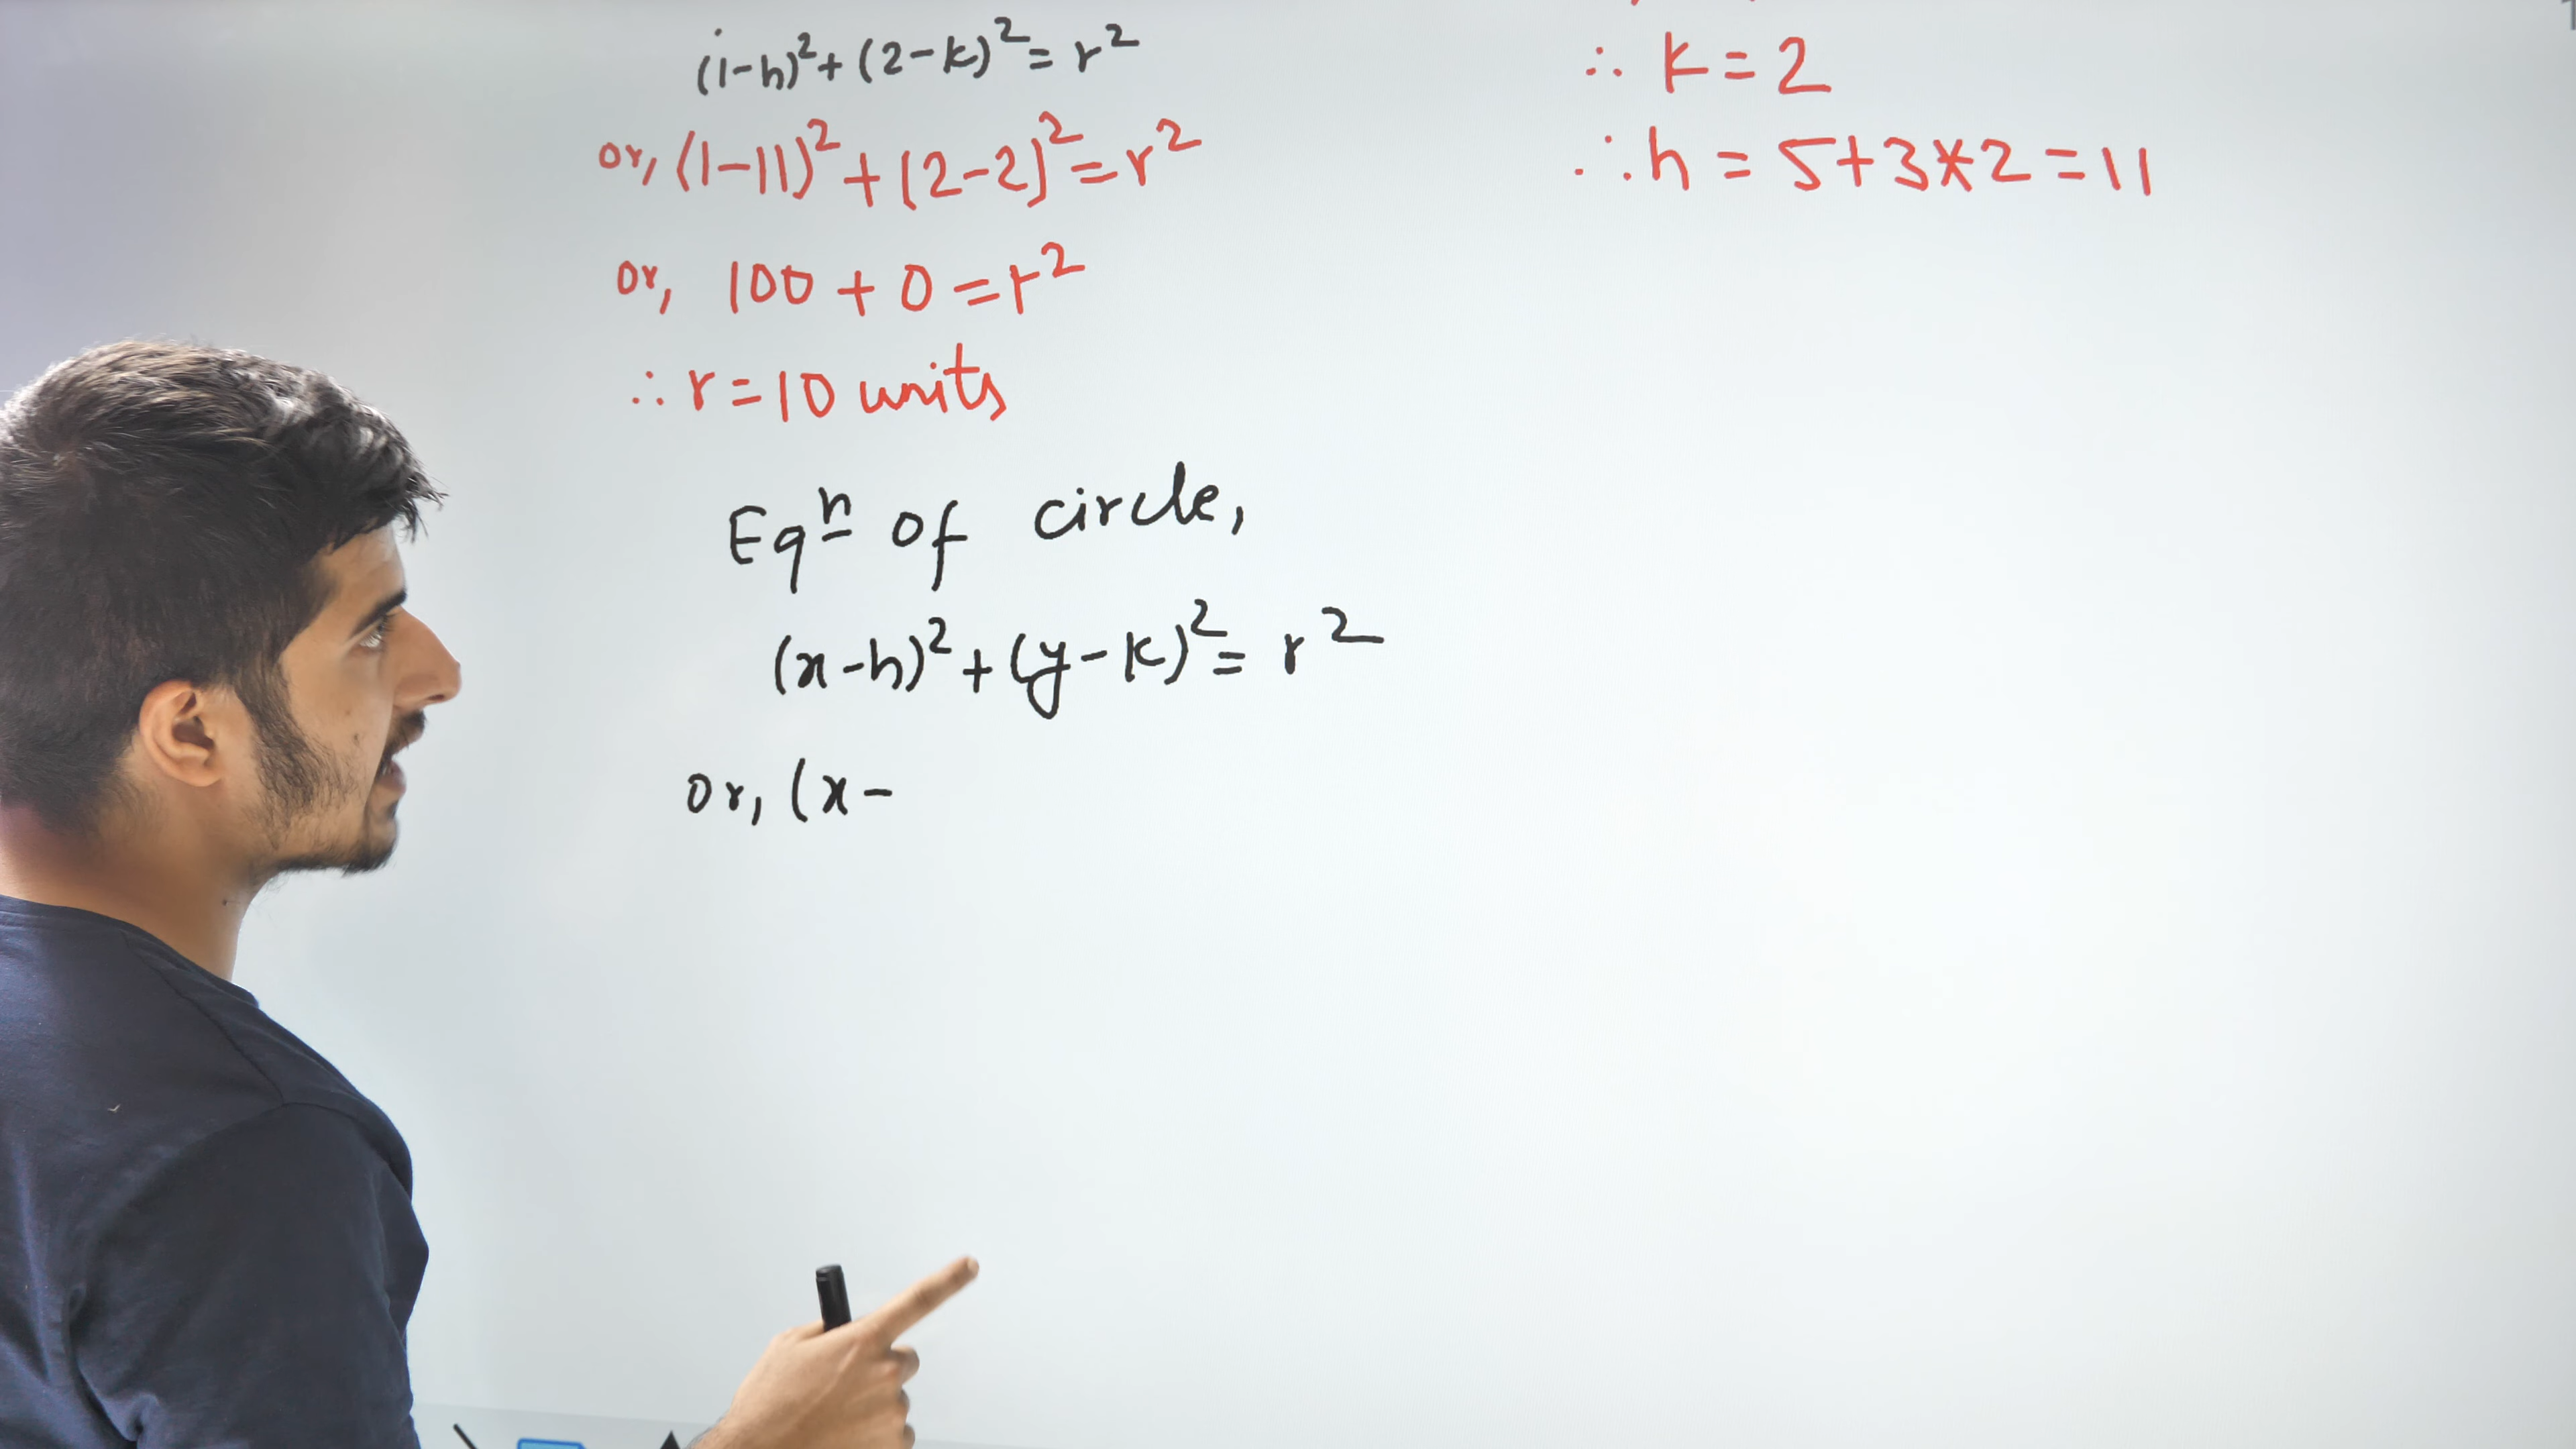 (1-h)²+(2-k)²= r²
or, (1-11)²+(2-2)²=r²
or, 100+0=r²
∴ r=10 units
Eqⁿ of circle,
(x-h)²+(y-k)²= r²
or, (x-
∴ k=2
∴ h = 5+3*2=11